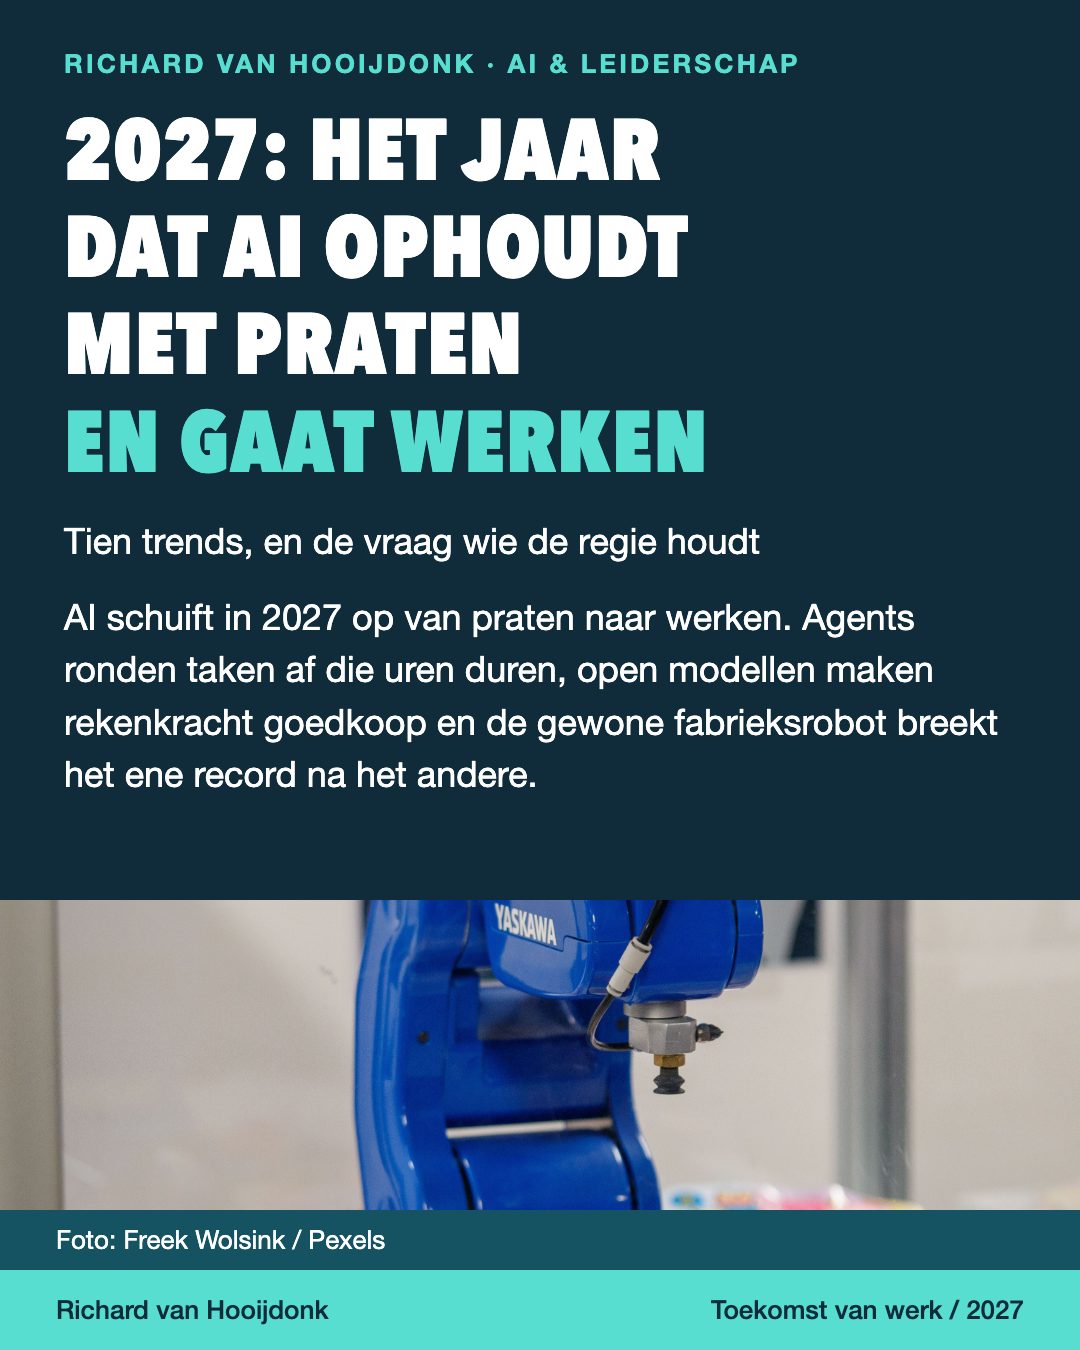 RICHARD VAN HOOIJDONK · AI & LEIDERSCHAP
2027: HET JAAR
DAT AI OPHOUDT
MET PRATEN
EN GAAT WERKEN
Tien trends, en de vraag wie de regie houdt
AI schuift in 2027 op van praten naar werken. Agents
ronden taken af die uren duren, open modellen maken
rekenkracht goedkoop en de gewone fabrieksrobot breekt
het ene record na het andere.
YASKAWA
Foto: Freek Wolsink / Pexels
Richard van Hooijdonk
Toekomst van werk / 2027